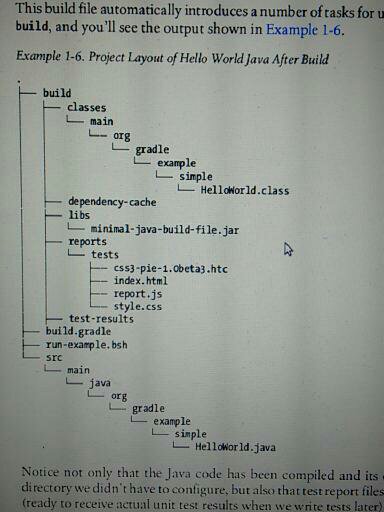 This build file automatically introduces a number of tasks for u
build, and you'll see the output shown in Example 1-6.
Example 1-6. Project Layout of Hello World Java After Build
.
├── build
│   ├── classes
│   │   └── main
│   │       └── org
│   │           └── gradle
│   │               └── example
│   │                   └── simple
│   │                       └── HelloWorld.class
│   ├── dependency-cache
│   ├── libs
│   │   └── minimal-java-build-file.jar
│   ├── reports
│   │   └── tests
│   │       ├── css3-pie-1.0beta3.htc
│   │       ├── index.html
│   │       ├── report.js
│   │       └── style.css
│   └── test-results
├── build.gradle
├── run-example.bsh
└── src
    └── main
        └── java
            └── org
                └── gradle
                    └── example
                        └── simple
                            └── HelloWorld.java
Notice not only that the Java code has been compiled and its
directory we didn't have to configure, but also that test report files
(ready to receive actual unit test results when we write tests later)